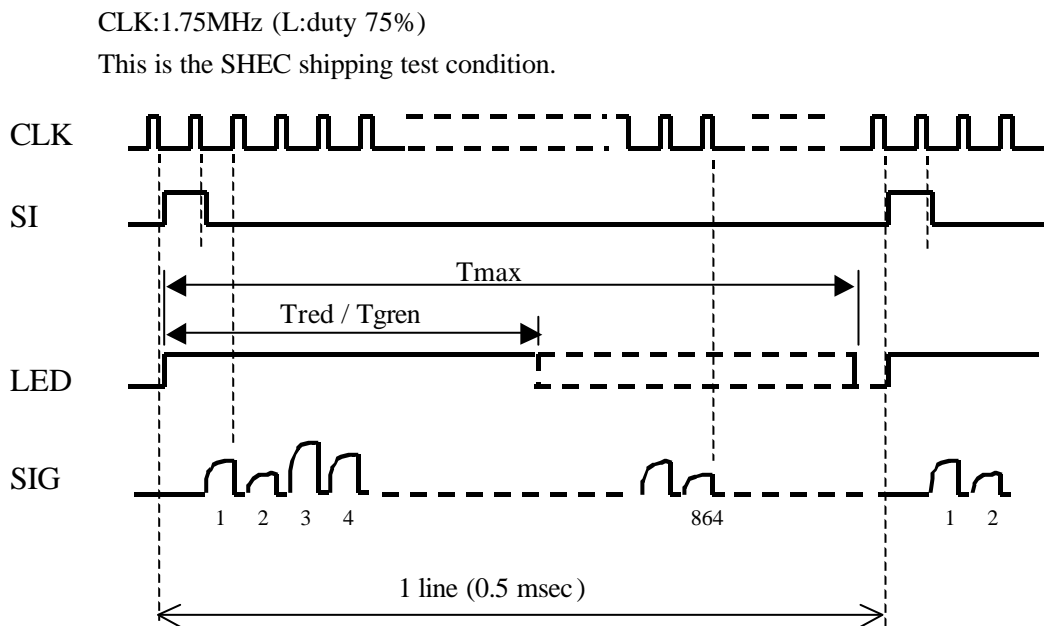 CLK:1.75MHz (L:duty 75%)
This is the SHEC shipping test condition.
CLK
SI
Tmax
Tred / Tgren
LED
SIG
1 2 3 4 864 1 2
1 line (0.5 msec)